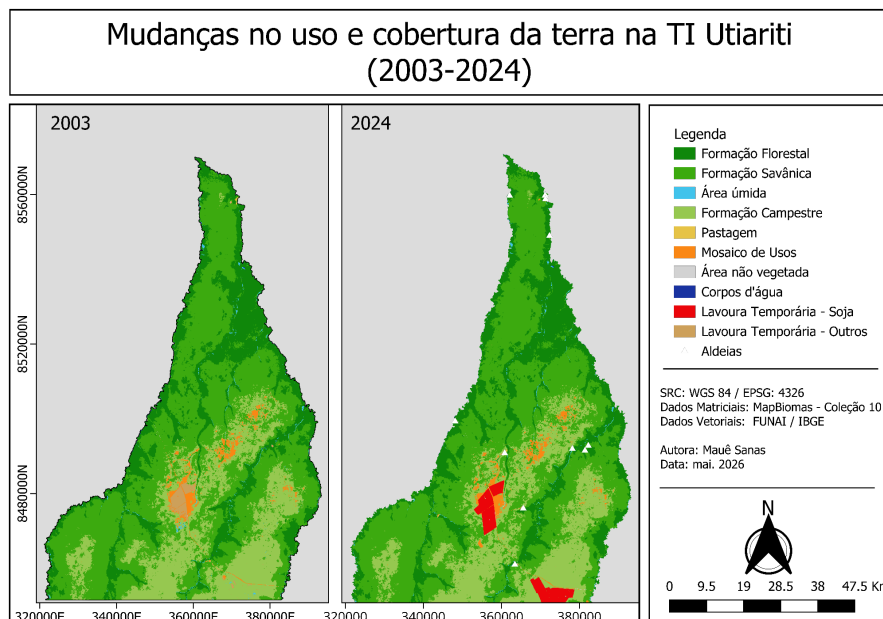 Mudanças no uso e cobertura da terra na TI Utiariti
(2003-2024)
2003
2024
8560000N
8520000N
8480000N
320000E
340000E
360000E
380000E
320000
340000
360000
380000
Legenda
Formação Florestal
Formação Savânica
Área úmida
Formação Campestre
Pastagem
Mosaico de Usos
Área não vegetada
Corpos d'água
Lavoura Temporária - Soja
Lavoura Temporária - Outros
Aldeias
SRC: WGS 84 / EPSG: 4326
Dados Matriciais: MapBiomas - Coleção 10
Dados Vetoriais: FUNAI / IBGE
Autora: Mauê Sanas
Data: mai. 2026
N
0 9.5 19 28.5 38 47.5 Km